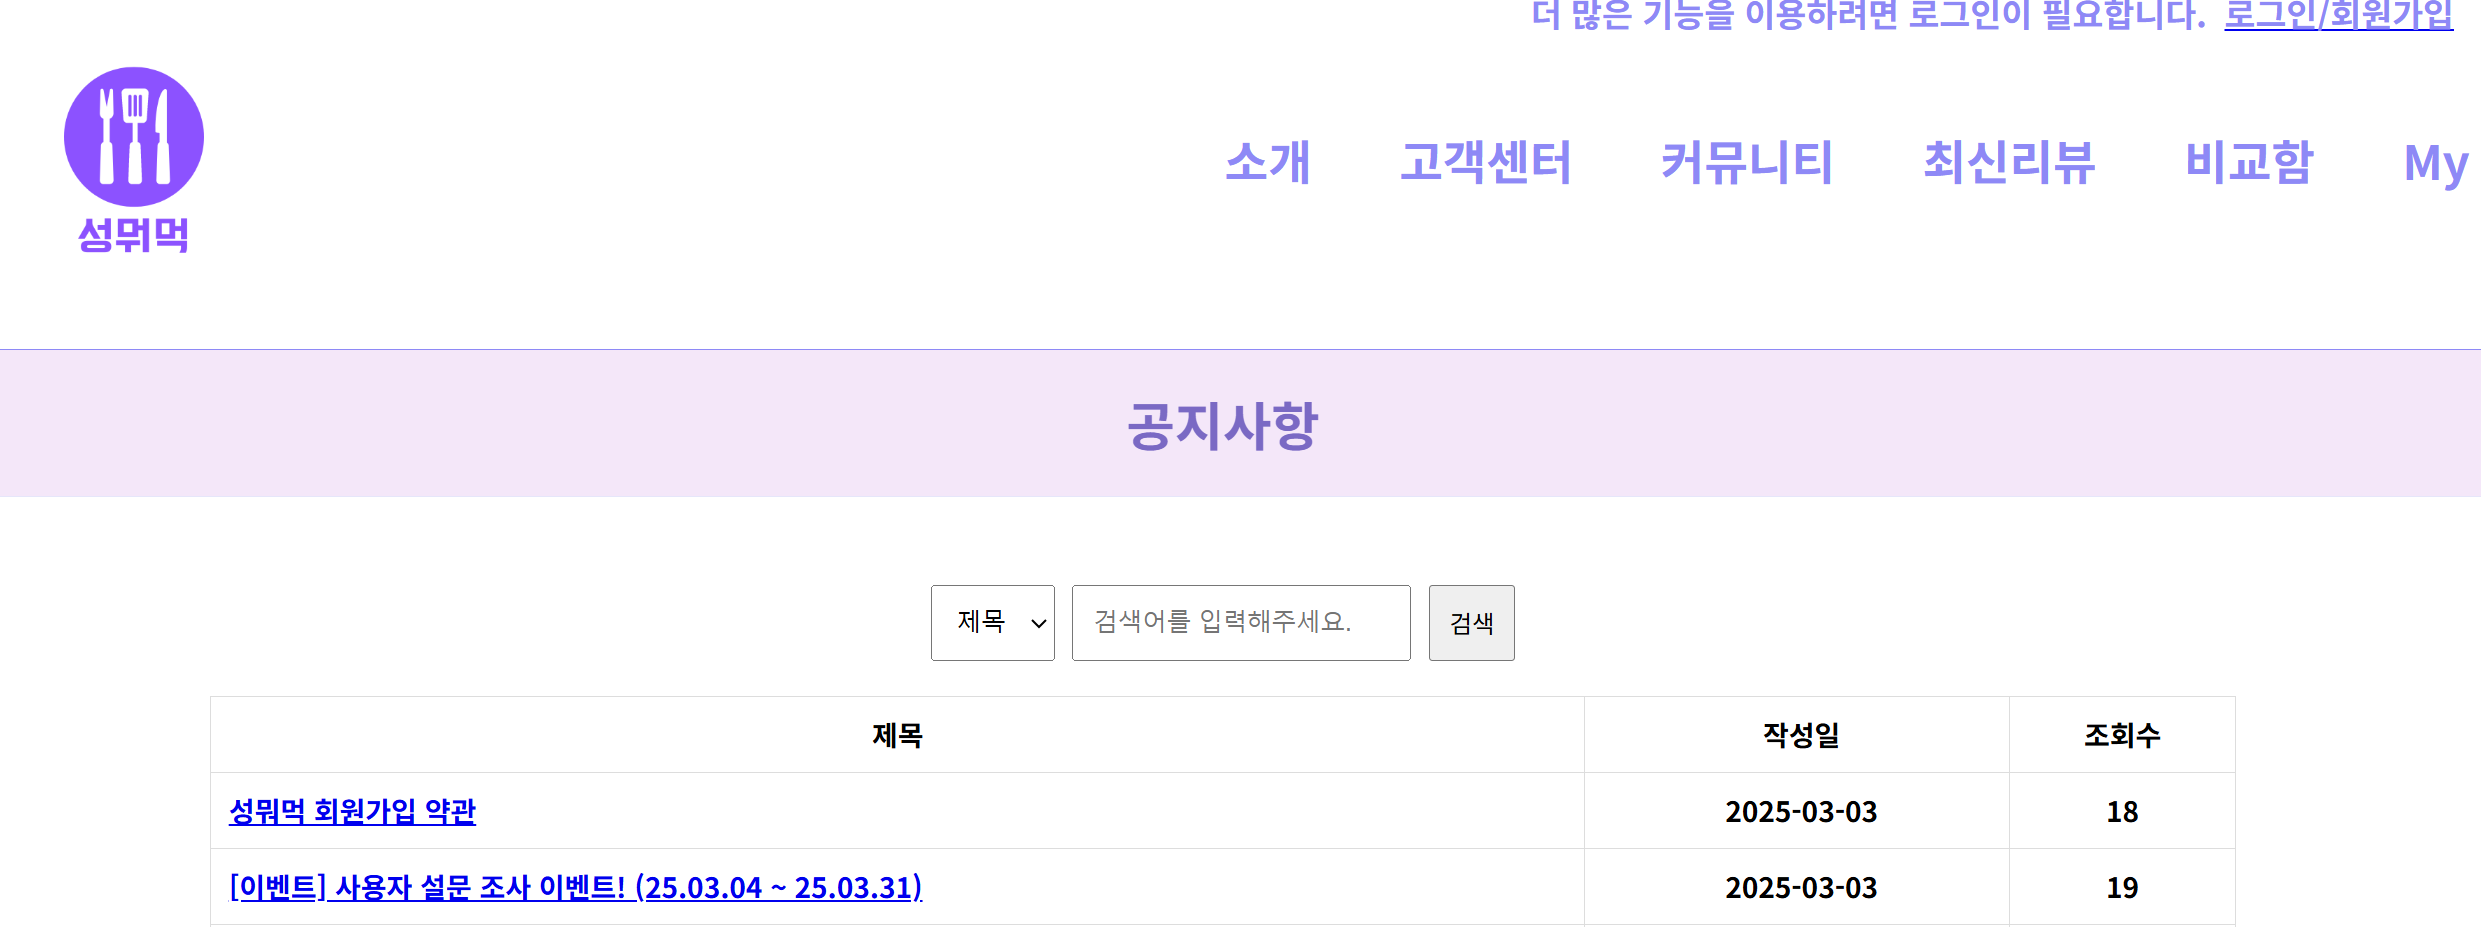 더 많은 기능을 이용하려면 로그인이 필요합니다. 로그인/회원가입
성뭐먹
소개 고객센터 커뮤니티 최신리뷰 비교함 My
공지사항
제목 검색어를 입력해주세요. 검색
제목 작성일 조회수
성뭐먹 회원가입 약관 2025-03-03 18
[이벤트] 사용자 설문 조사 이벤트! (25.03.04 ~ 25.03.31) 2025-03-03 19